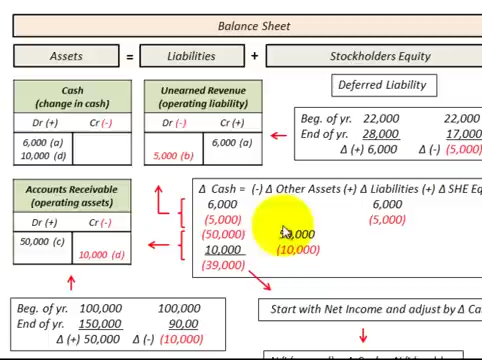 Balance Sheet
Assets = Liabilities + Stockholders Equity
Cash
(change in cash)
Dr (+) Cr (-)
6,000 (a)
10,000 (d)
Unearned Revenue
(operating liability)
Dr (-) Cr (+)
6,000 (a)
5,000 (b)
Deferred Liability
Beg. of yr. 22,000 22,000
End of yr. 28,000 17,000
Δ (+) 6,000 Δ (-) (5,000)
Accounts Receivable
(operating assets)
Dr (+) Cr (-)
50,000 (c)
10,000 (d)
Δ Cash = (-) Δ Other Assets (+) Δ Liabilities (+) Δ SHE Eq
6,000 6,000
(5,000) (5,000)
(50,000)
10,000 (10,000)
(39,000)
Beg. of yr. 100,000 100,000
End of yr. 150,000 90,00
Δ (+) 50,000 Δ (-) (10,000)
Start with Net Income and adjust by Δ Ca